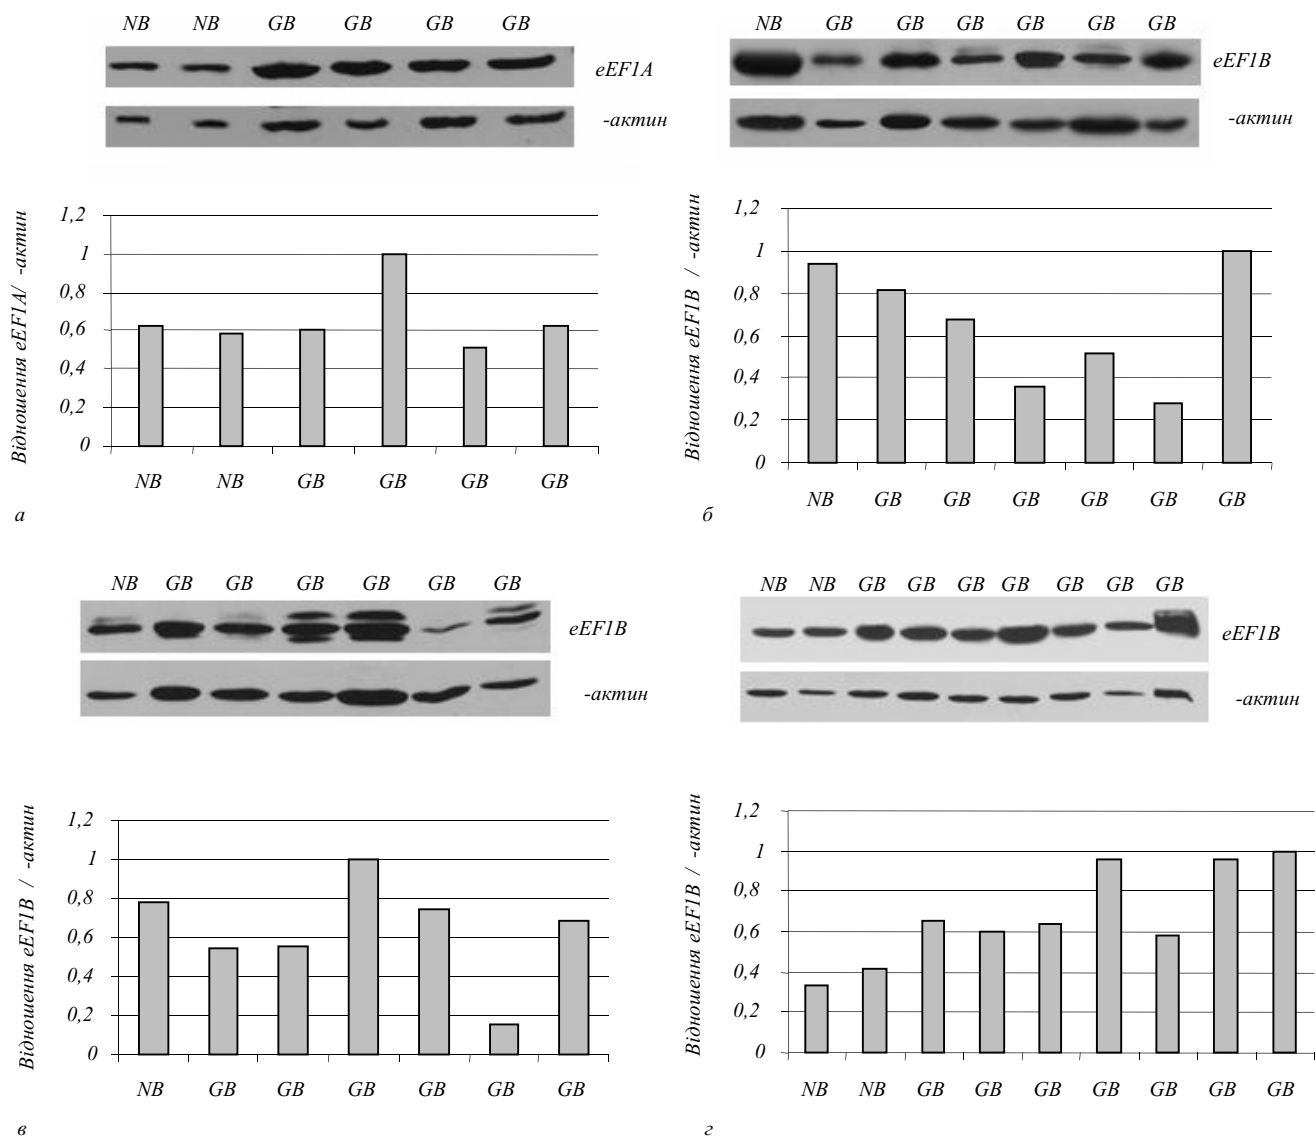 NB NB GB GB GB GB
eEF1A
-актин
Відношення eEF1A/ -актин
1,2
1
0,8
0,6
0,4
0,2
0
NB NB GB GB GB GB
а
NB GB GB GB GB GB GB
eEF1B
-актин
Відношення eEF1B / -актин
1,2
1
0,8
0,6
0,4
0,2
0
NB GB GB GB GB GB GB
б
NB GB GB GB GB GB GB
eEF1B
-актин
Відношення eEF1B / -актин
1,2
1
0,8
0,6
0,4
0,2
0
NB GB GB GB GB GB GB
в
NB NB GB GB GB GB GB GB GB
eEF1B
-актин
Відношення eEF1B / -актин
1,2
1
0,8
0,6
0,4
0,2
0
NB NB GB GB GB GB GB GB GB
г